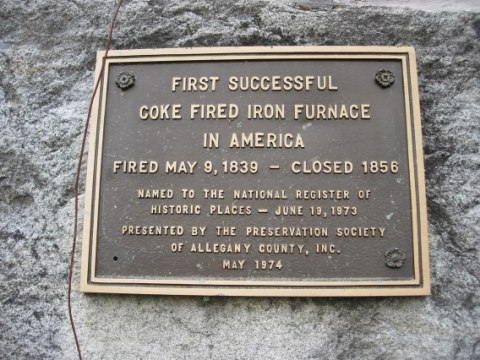 FIRST SUCCESSFUL
COKE FIRED IRON FURNACE
IN AMERICA
FIRED MAY 9, 1839 – CLOSED 1856
NAMED TO THE NATIONAL REGISTER OF
HISTORIC PLACES – JUNE 19, 1973
PRESENTED BY THE PRESERVATION SOCIETY
OF ALLEGANY COUNTY, INC.
MAY 1974